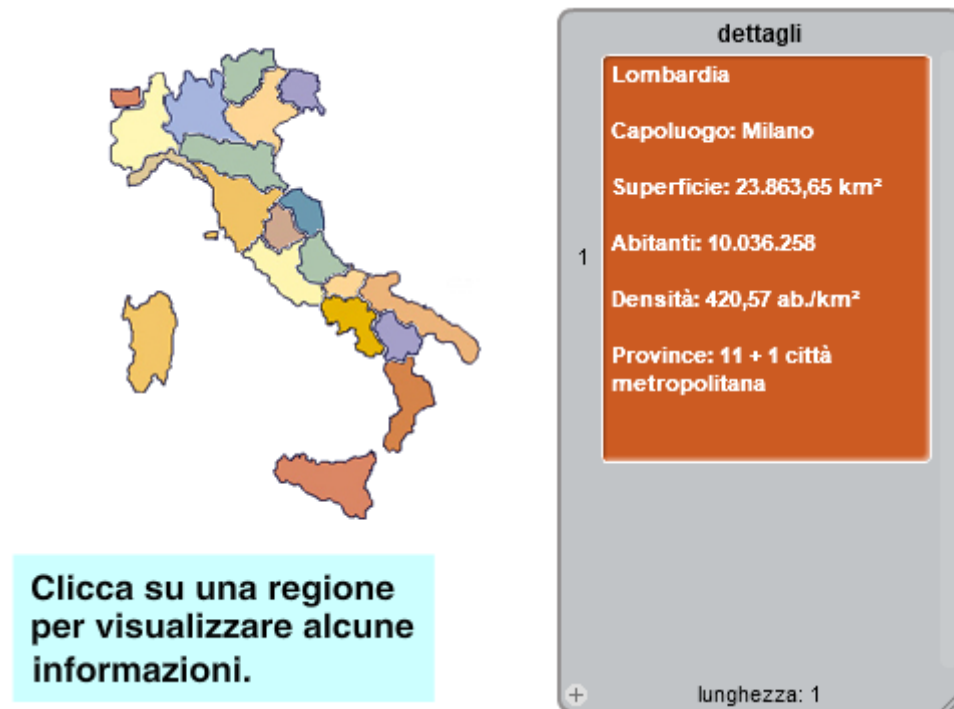 dettagli
1
Lombardia
Capoluogo: Milano
Superficie: 23.863,65 km²
Abitanti: 10.036.258
Densità: 420,57 ab./km²
Province: 11 + 1 città
metropolitana
+
lunghezza: 1
Clicca su una regione
per visualizzare alcune
informazioni.